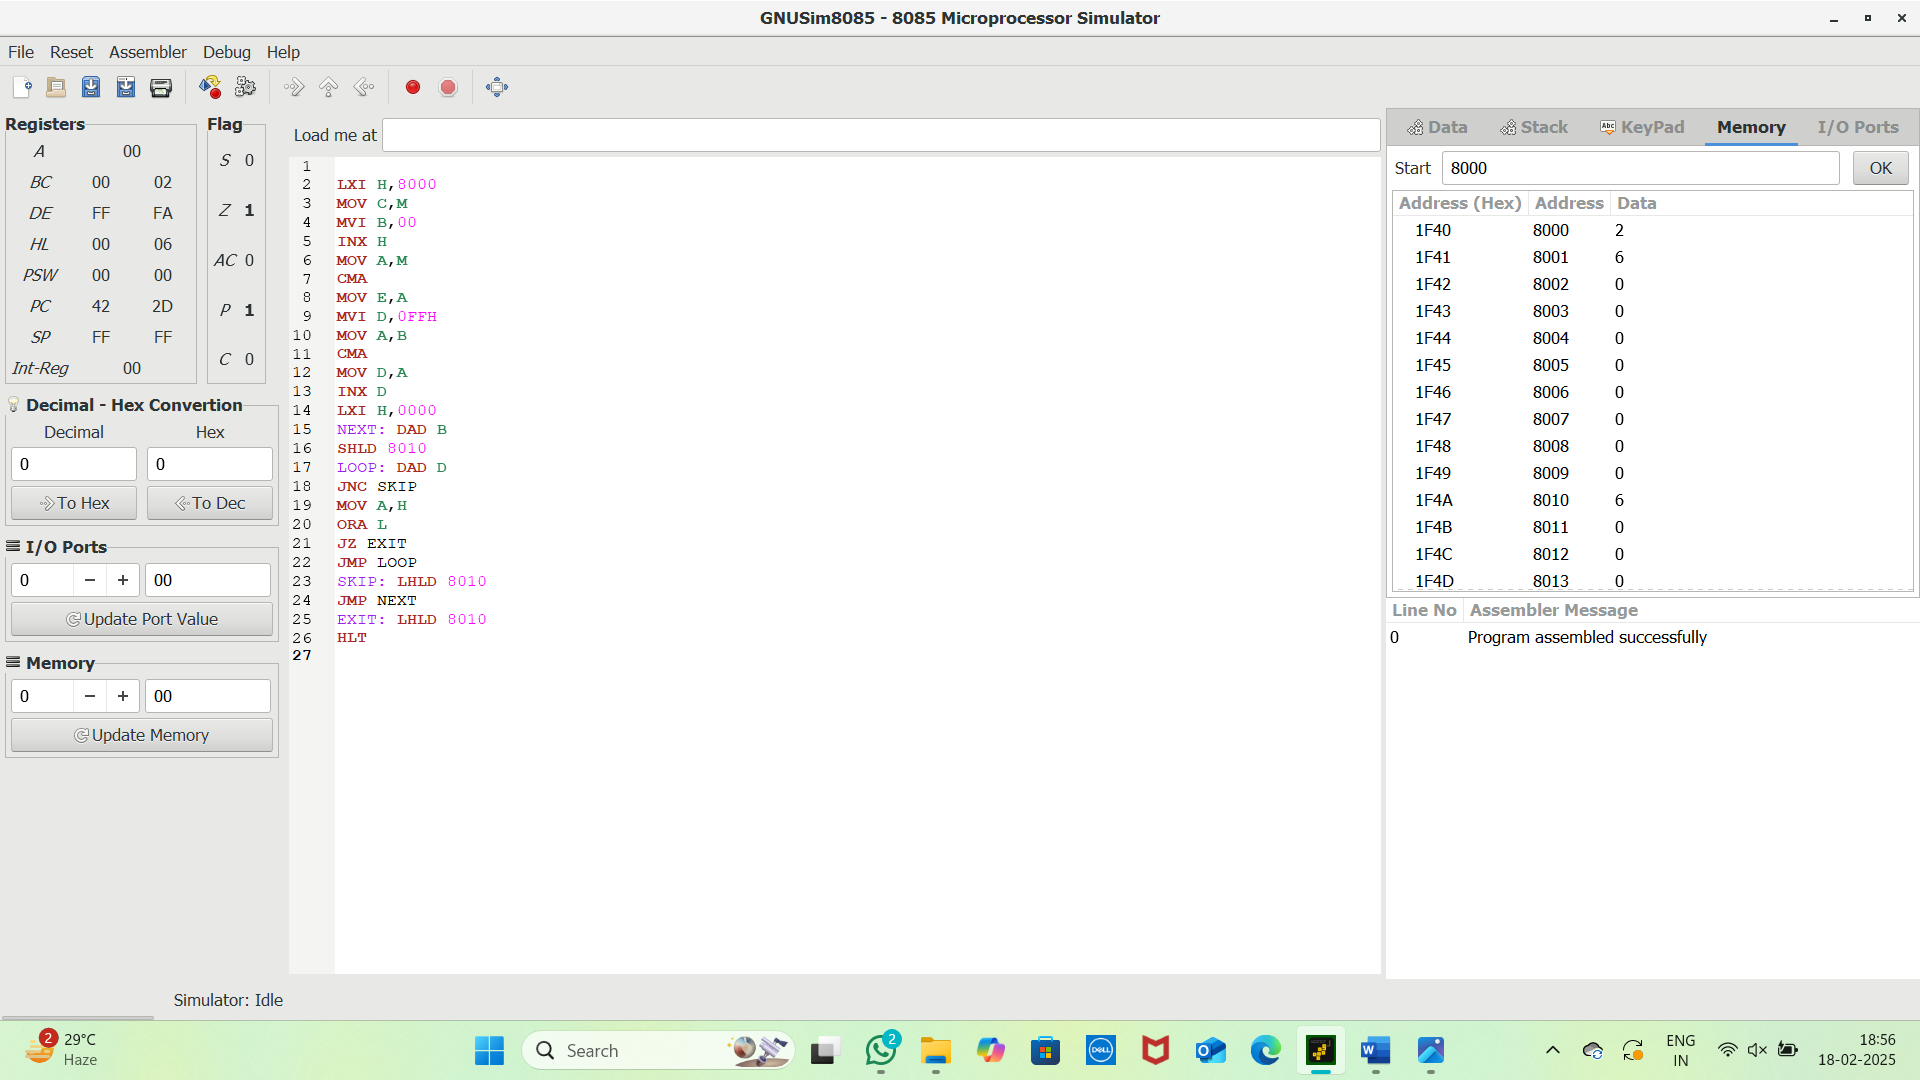 GNUSim8085 - 8085 Microprocessor Simulator
File Reset Assembler Debug Help
Registers
A 00
BC 00 02
DE FF FA
HL 00 06
PSW 00 00
PC 42 2D
SP FF FF
Int-Reg 00
Flag
S 0
Z 1
AC 0
P 1
C 0
Decimal - Hex Convertion
Decimal Hex
0 0
To Hex To Dec
I/O Ports
0 − + 00
Update Port Value
Memory
0 − + 00
Update Memory
Load me at
1
2 LXI H,8000
3 MOV C,M
4 MVI B,00
5 INX H
6 MOV A,M
7 CMA
8 MOV E,A
9 MVI D,0FFH
10 MOV A,B
11 CMA
12 MOV D,A
13 INX D
14 LXI H,0000
15 NEXT: DAD B
16 SHLD 8010
17 LOOP: DAD D
18 JNC SKIP
19 MOV A,H
20 ORA L
21 JZ EXIT
22 JMP LOOP
23 SKIP: LHLD 8010
24 JMP NEXT
25 EXIT: LHLD 8010
26 HLT
27
Data Stack Abc KeyPad Memory I/O Ports
Start 8000 OK
Address (Hex) Address Data
1F40 8000 2
1F41 8001 6
1F42 8002 0
1F43 8003 0
1F44 8004 0
1F45 8005 0
1F46 8006 0
1F47 8007 0
1F48 8008 0
1F49 8009 0
1F4A 8010 6
1F4B 8011 0
1F4C 8012 0
1F4D 8013 0
Line No Assembler Message
0 Program assembled successfully
Simulator: Idle
2 29°C
Haze
Search
2
DELL
W
ENG
IN
18:56
18-02-2025